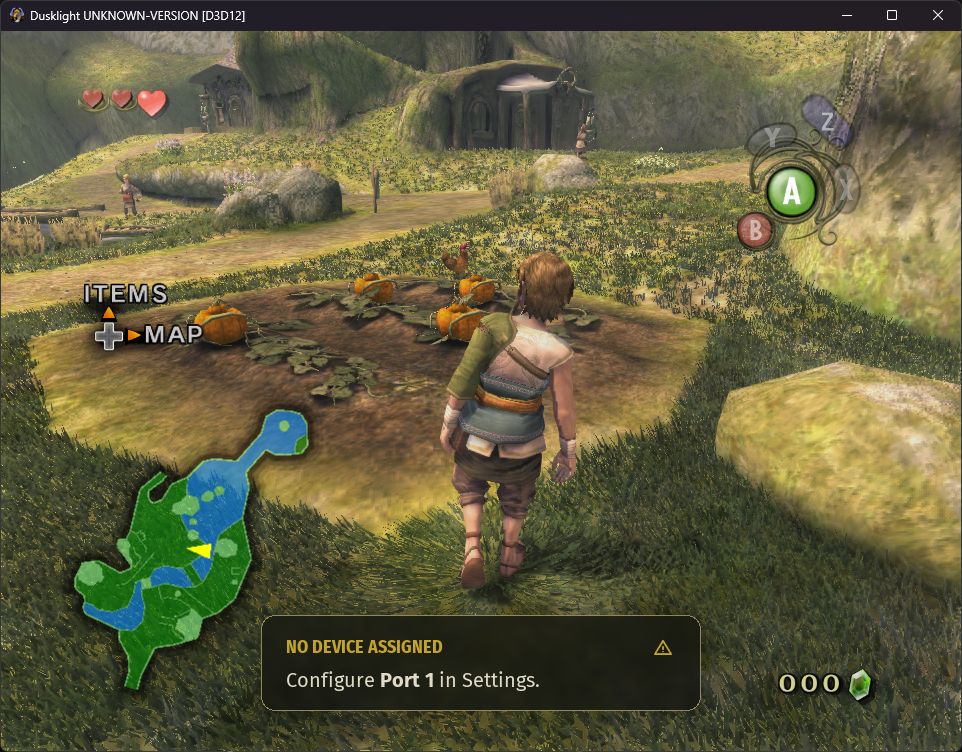 Dusklight UNKNOWN-VERSION [D3D12]
Y
Z
A
X
B
ITEMS
MAP
NO DEVICE ASSIGNED
Configure Port 1 in Settings.
000